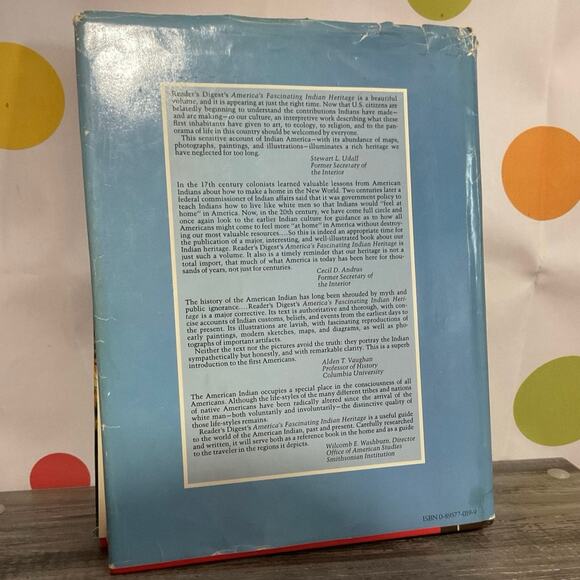 Reader's Digest's America's Fascinating Indian Heritage is a beautiful
volume, and it is appearing at just the right time. Now that U.S. citizens are
belatedly beginning to understand the contributions Indians have made—
and are making—to our culture, an interpretive work describing what these
first inhabitants have given to art, to ecology, to religion, and to the pan-
orama of life in this country should be welcomed by everyone.
This sensitive account of Indian America—with its abundance of maps,
photographs, paintings, and illustrations—illuminates a rich heritage we
have neglected for too long.
Stewart L. Udall
Former Secretary of
the Interior
In the 17th century colonists learned valuable lessons from American
Indians about how to make a home in the New World. Two centuries later a
federal commissioner of Indian affairs said that it was government policy to
teach Indians how to live like white men so that Indians would "feel at
home" in America. Now, in the 20th century, we have come full circle and
once again look to the earlier Indian culture for guidance as to how all
Americans might come to feel more "at home" in America without destroy-
ing our most valuable resources....So this is indeed an appropriate time for
the publication of a major, interesting, and well-illustrated book about our
Indian heritage. Reader's Digest's America's Fascinating Indian Heritage is
just such a volume. It also is a timely reminder that our heritage is not a
total import, that much of what America is today has been here for thou-
sands of years, not just for centuries.
Cecil D. Andrus
Former Secretary of
the Interior
The history of the American Indian has long been shrouded by myth and
public ignorance....Reader's Digest's America's Fascinating Indian Heri-
tage is a major corrective. Its text is authoritative and thorough, with con-
cise accounts of Indian customs, beliefs, and events from the earliest days to
the present. Its illustrations are lavish, with fascinating reproductions of
early paintings, modern sketches, maps, and diagrams, as well as pho-
tographs of important artifacts.
Neither the text nor the pictures avoid the truth: they portray the Indian
sympathetically but honestly, and with remarkable clarity. This is a superb
introduction to the first Americans.
Alden T. Vaughan
Professor of History
Columbia University
The American Indian occupies a special place in the consciousness of all
Americans. Although the life-styles of the many different tribes and nations
of native Americans have been radically altered since the arrival of the
white man—both voluntarily and involuntarily—the distinctive quality of
those life-styles remains.
Reader's Digest's America's Fascinating Indian Heritage is a useful guide
to the world of the American Indian, past and present. Carefully researched
and written, it will serve both as a reference book in the home and as a guide
to the traveler in the regions it depicts.
Wilcomb E. Washburn, Director
Office of American Studies
Smithsonian Institution
ISBN 0-89577-019-9